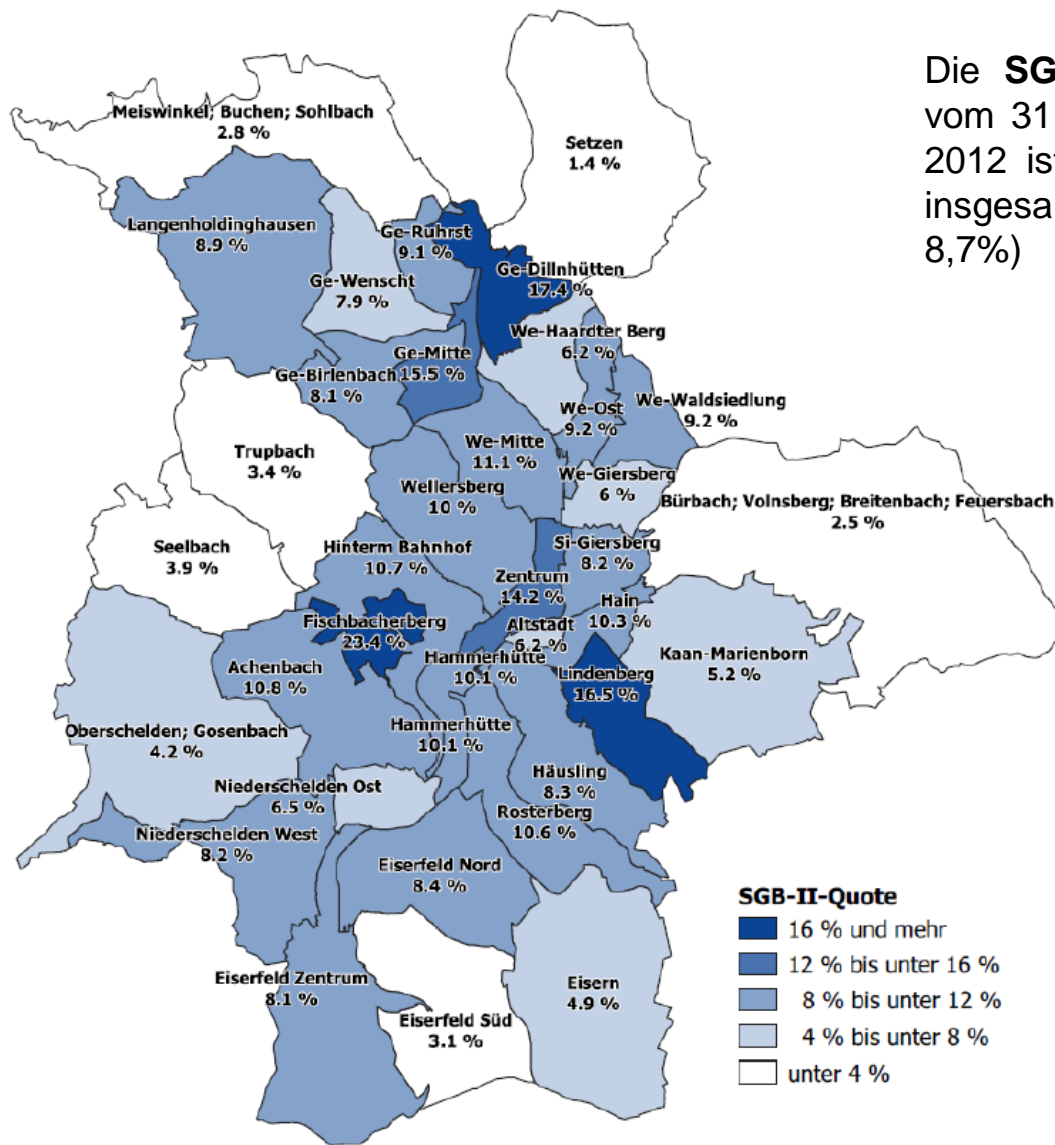 Die SG
vom 31
2012 ist
insgesa
8,7%)
Meiswinkel; Buchen; Sohlbach
2.8 %
Setzen
1.4 %
Langenholdinghausen
8.9 %
Ge-Ruhrst
9.1 %
Ge-Wenscht
7.9 %
Ge-Dillnhütten
17.4 %
We-Haardter Berg
6.2 %
Ge-Mitte
15.5 %
Ge-Birlenbach
8.1 %
We-Ost
9.2 %
We-Waldsiedlung
9.2 %
Trupbach
3.4 %
We-Mitte
11.1 %
Wellersberg
10 %
We-Giersberg
6 %
Bürbach; Volnsberg; Breitenbach; Feuersbach
2.5 %
Seelbach
3.9 %
Hinterm Bahnhof
10.7 %
Si-Giersberg
8.2 %
Zentrum
14.2 %
Hain
10.3 %
Fischbacherberg
23.4 %
Altstadt
6.2 %
Hammerhütte
10.1 %
Achenbach
10.8 %
Lindenberg
16.5 %
Kaan-Marienborn
5.2 %
Oberschelden; Gosenbach
4.2 %
Hammerhütte
10.1 %
Niederschelden Ost
6.5 %
Häusling
8.3 %
Rosterberg
10.6 %
Niederschelden West
8.2 %
Eiserfeld Nord
8.4 %
Eiserfeld Zentrum
8.1 %
Eiserfeld Süd
3.1 %
Eisern
4.9 %
SGB-II-Quote
16 % und mehr
12 % bis unter 16 %
8 % bis unter 12 %
4 % bis unter 8 %
unter 4 %